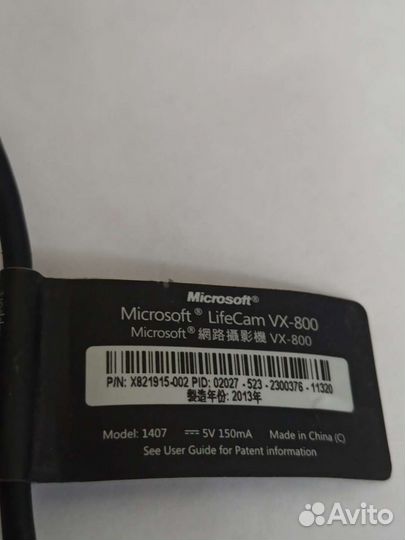 Microsoft®
Microsoft® LifeCam VX-800
Microsoft® 網路攝影機 VX-800
P/N: X821915-002 PID: 02027 - 523 - 2300376 - 11320
製造年份: 2013年
Model: 1407 5V 150mA Made in China (C)
See User Guide for Patent information
Avito